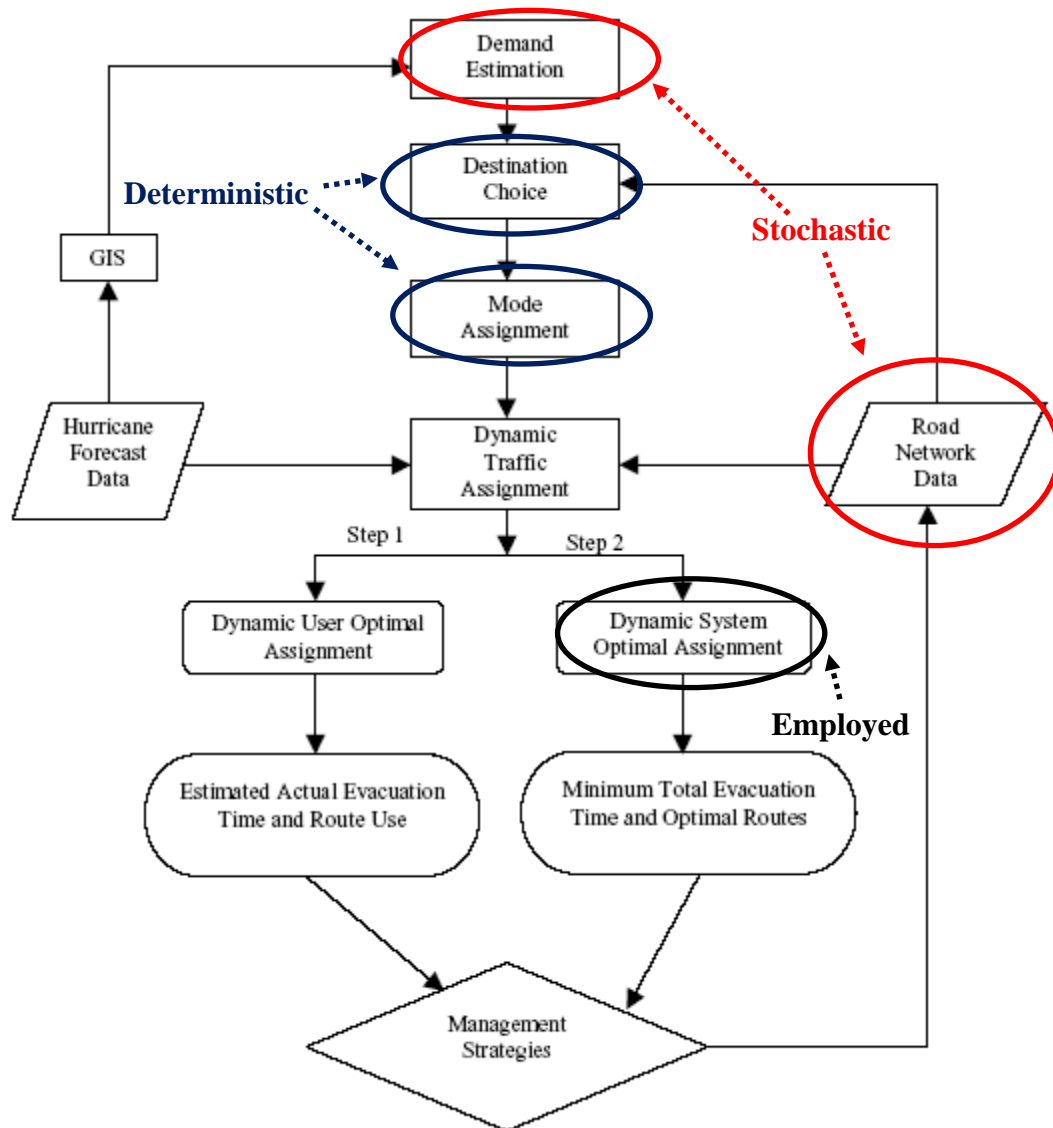 Demand
Estimation
Destination
Choice
Deterministic
Stochastic
GIS
Mode
Assignment
Hurricane
Forecast
Data
Dynamic
Traffic
Assignment
Road
Network
Data
Step 1
Step 2
Dynamic User Optimal
Assignment
Dynamic System
Optimal Assignment
Employed
Estimated Actual Evacuation
Time and Route Use
Minimum Total Evacuation
Time and Optimal Routes
Management
Strategies